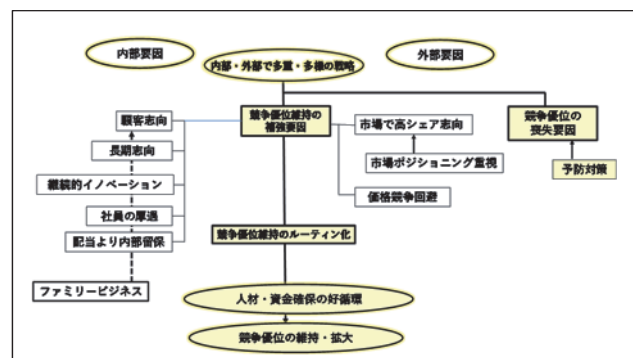 内部要因
外部要因
内部・外部で多重・多様の戦略
顧客志向
長期志向
継続的イノベーション
社員の厚遇
配当より内部留保
ファミリービジネス
競争優位維持の
補強要因
市場で高シェア志向
市場ポジショニング重視
価格競争回避
競争優位の
喪失要因
予防対策
競争優位維持のルーティン化
人材・資金確保の好循環
競争優位の維持・拡大